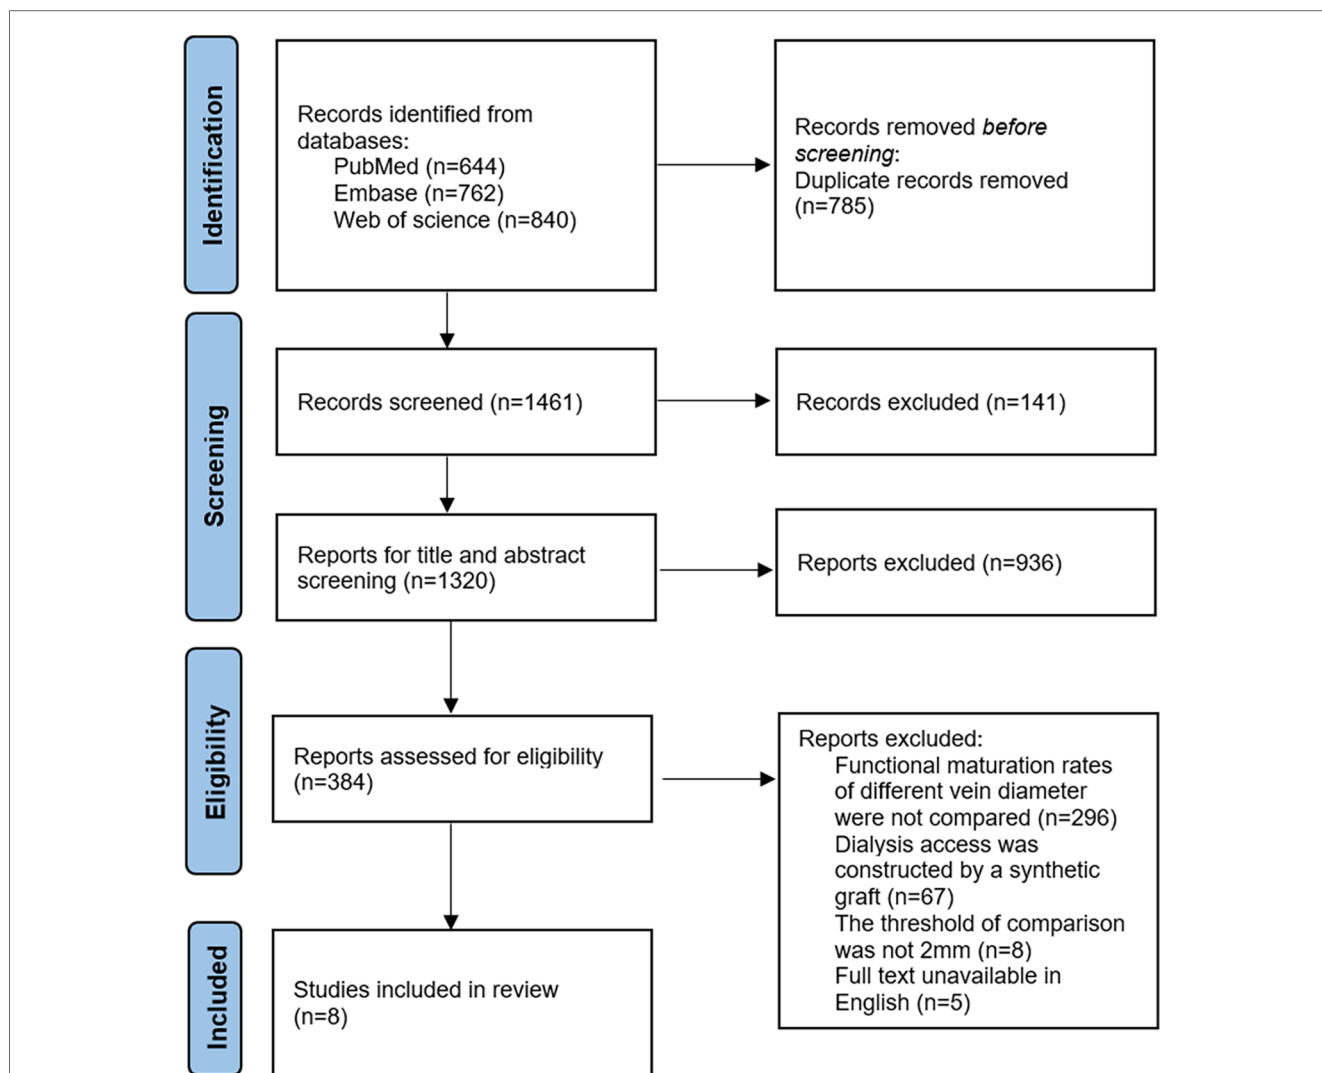 Identification
Records identified from
databases:
PubMed (n=644)
Embase (n=762)
Web of science (n=840)
Records removed before
screening:
Duplicate records removed
(n=785)
Screening
Records screened (n=1461)
Records excluded (n=141)
Reports for title and abstract
screening (n=1320)
Reports excluded (n=936)
Eligibility
Reports assessed for eligibility
(n=384)
Reports excluded:
Functional maturation rates
of different vein diameter
were not compared (n=296)
Dialysis access was
constructed by a synthetic
graft (n=67)
The threshold of comparison
was not 2mm (n=8)
Full text unavailable in
English (n=5)
Included
Studies included in review
(n=8)